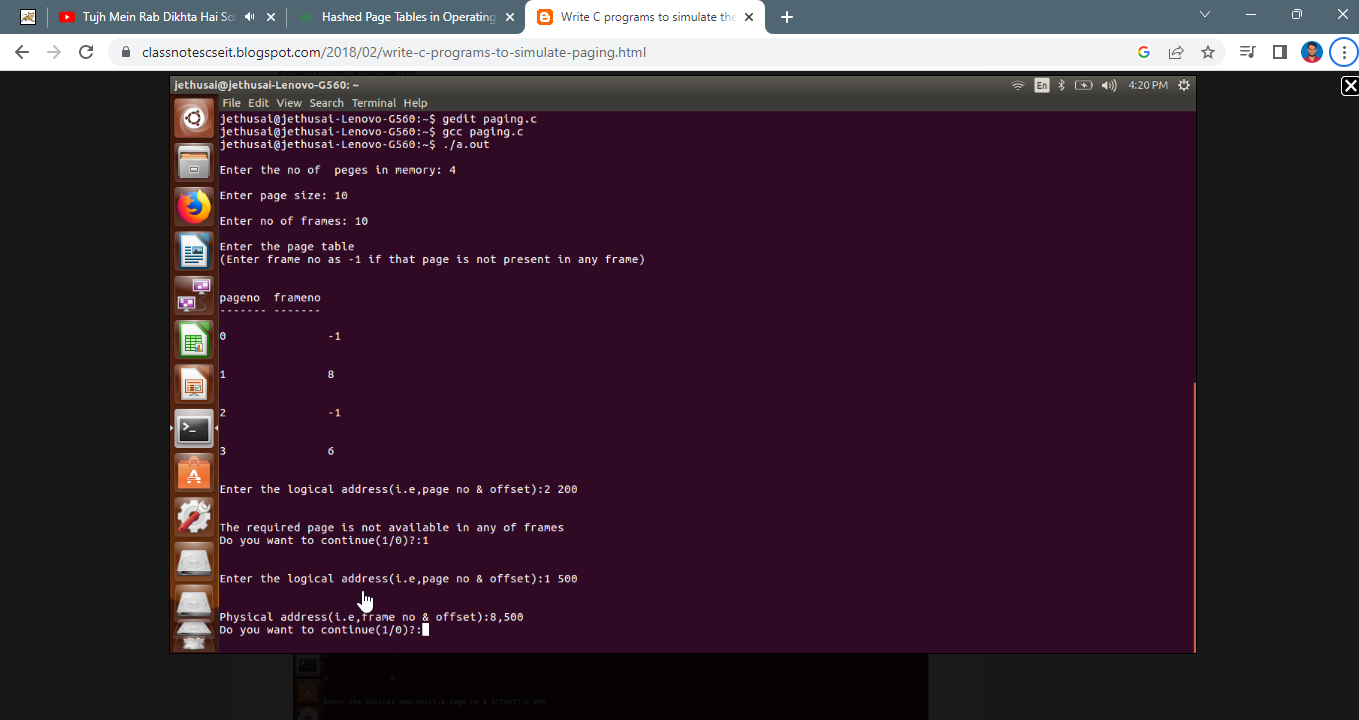 Tujh Mein Rab Dikhta Hai So
Hashed Page Tables in Operating
Write C programs to simulate the
classnotescseit.blogspot.com/2018/02/write-c-programs-to-simulate-paging.html
jethusai@jethusai-Lenovo-G560: ~
En
4:20 PM
File Edit View Search Terminal Help
jethusai@jethusai-Lenovo-G560:~$ gedit paging.c
jethusai@jethusai-Lenovo-G560:~$ gcc paging.c
jethusai@jethusai-Lenovo-G560:~$ ./a.out
Enter the no of  peges in memory: 4
Enter page size: 10
Enter no of frames: 10
Enter the page table
(Enter frame no as -1 if that page is not present in any frame)
pageno  frameno
------- -------
0 -1
1 8
2 -1
3 6
Enter the logical address(i.e,page no & offset):2 200
The required page is not available in any of frames
Do you want to continue(1/0)?:1
Enter the logical address(i.e,page no & offset):1 500
Physical address(i.e,frame no & offset):8,500
Do you want to continue(1/0)?:
Enter the logical address(i.e,page no & offset):2 200